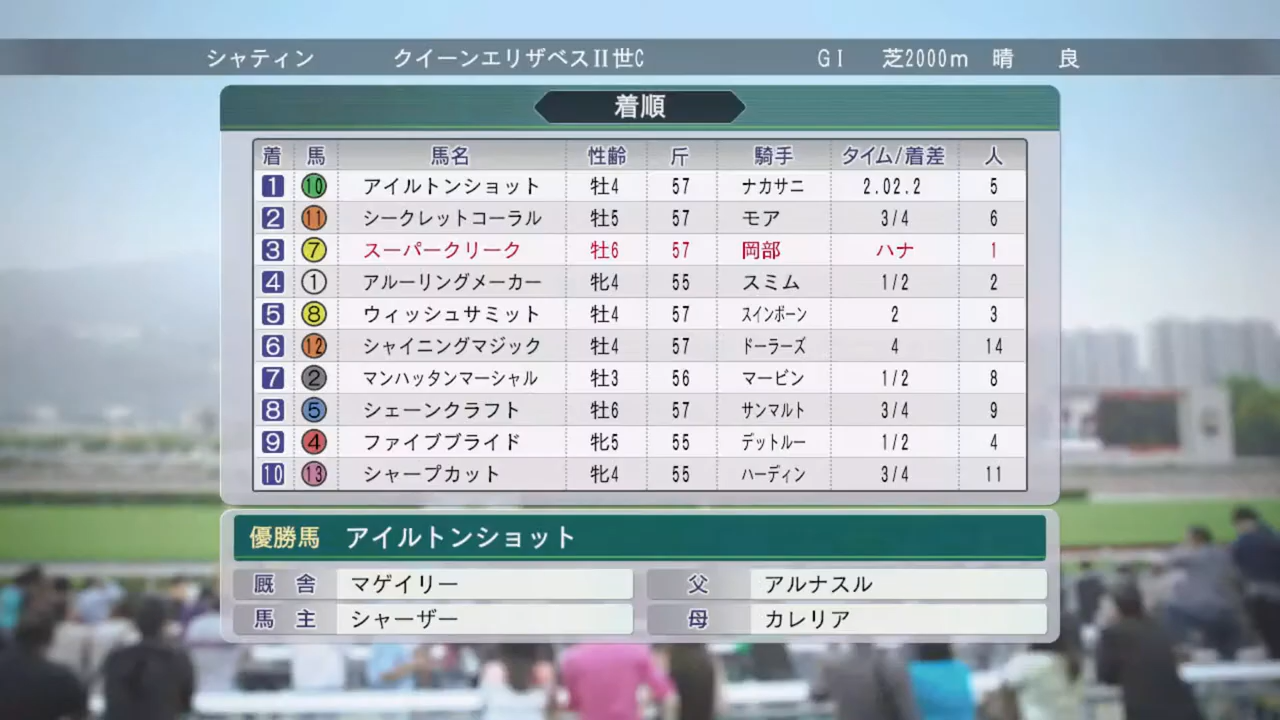 シャティン クイーンエリザベスⅡ世C GⅠ 芝2000m 晴 良
着順
着 馬 馬名 性齢 斤 騎手 タイム/着差 人
1 10 アイルトンショット 牡4 57 ナカサニ 2.02.2 5
2 11 シークレットコーラル 牡5 57 モア 3/4 6
3 7 スーパークリーク 牡6 57 岡部 ハナ 1
4 1 アルーリングメーカー 牝4 55 スミム 1/2 2
5 8 ウィッシュサミット 牡4 57 スインボーン 2 3
6 12 シャイニングマジック 牡4 57 ドーラーズ 4 14
7 2 マンハッタンマーシャル 牡3 56 マービン 1/2 8
8 5 シェーンクラフト 牡6 57 サンマルト 3/4 9
9 4 ファイブブライド 牝5 55 デットルー 1/2 4
10 13 シャープカット 牝4 55 ハーディン 3/4 11
優勝馬 アイルトンショット
厩舎 マゲイリー 父 アルナスル
馬主 シャーザー 母 カレリア